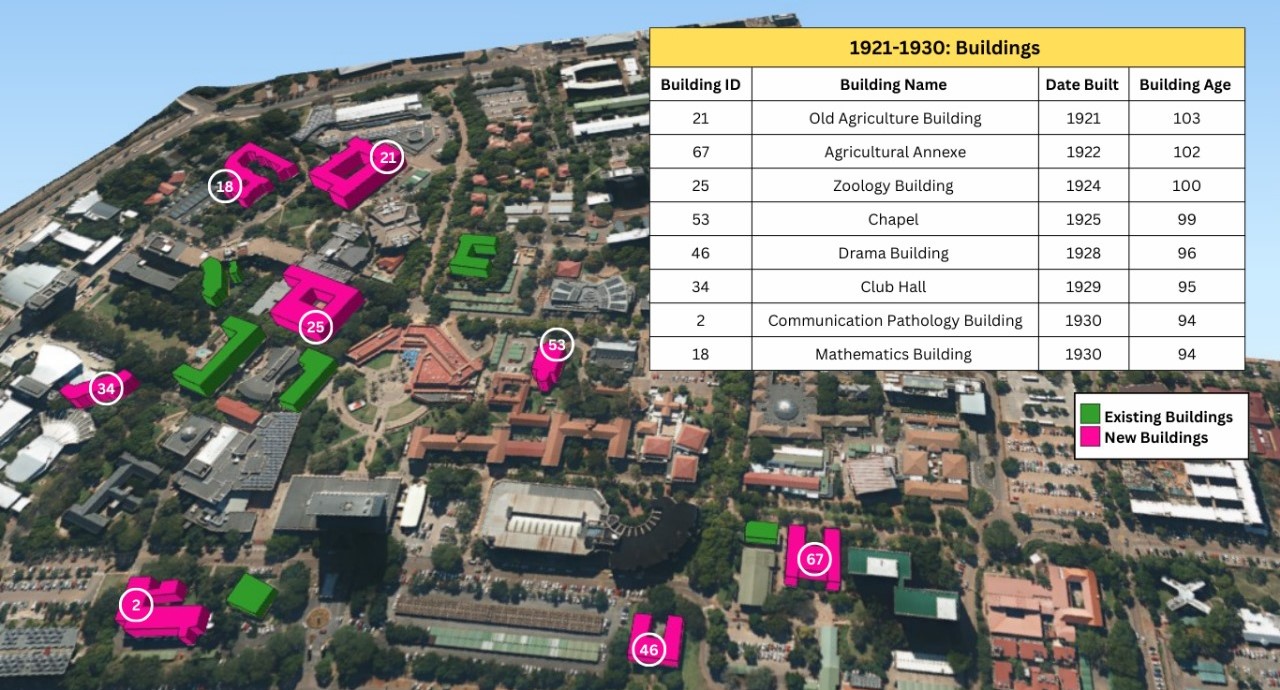 1921-1930: Buildings
Building ID Building Name Date Built Building Age
21 Old Agriculture Building 1921 103
67 Agricultural Annexe 1922 102
25 Zoology Building 1924 100
53 Chapel 1925 99
46 Drama Building 1928 96
34 Club Hall 1929 95
2 Communication Pathology Building 1930 94
18 Mathematics Building 1930 94
Existing Buildings
New Buildings
21
18
25
53
34
67
2
46